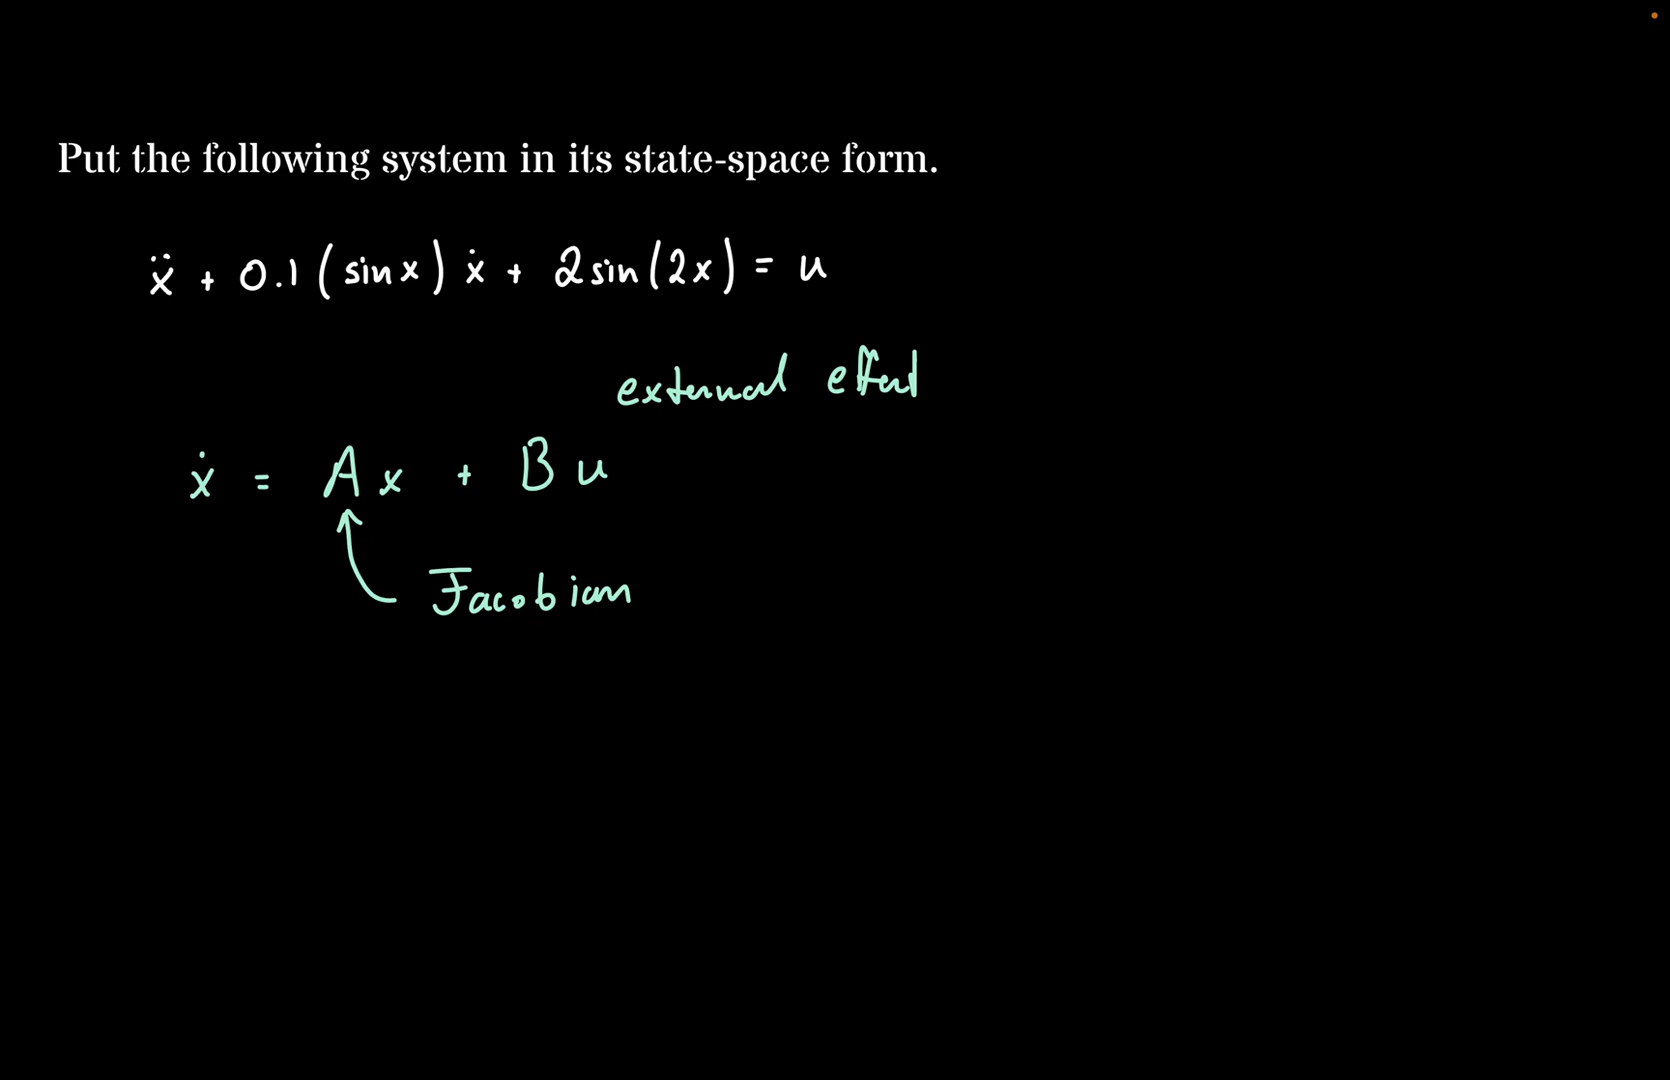 Put the following system in its state-space form.
ẍ + 0.1 (sin x) ẋ + 2 sin(2x) = u
external effect
ẋ = A x + B u
Jacobian